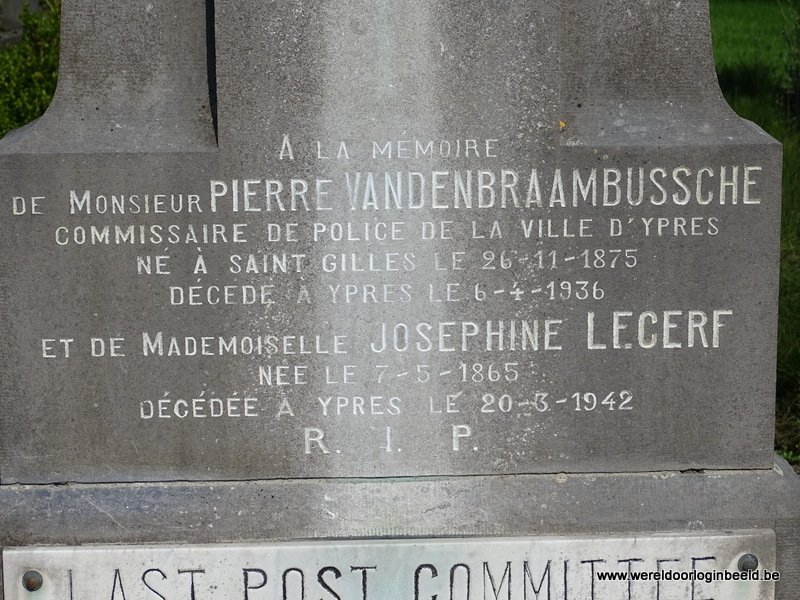 A LA MÉMOIRE
DE MONSIEUR PIERRE VANDENBRAAMBUSSCHE
COMMISSAIRE DE POLICE DE LA VILLE D'YPRES
NÉ À SAINT GILLES LE 26-11-1875
DÉCÉDÉ À YPRES LE 6-4-1936
ET DE MADEMOISELLE JOSEPHINE LECERF
NÉE LE 7-5-1865
DÉCÉDÉE A YPRES LE 20-3-1942
R. I. P.
LAST POST COMMITTEE
www.wereldoorloginbeeld.be